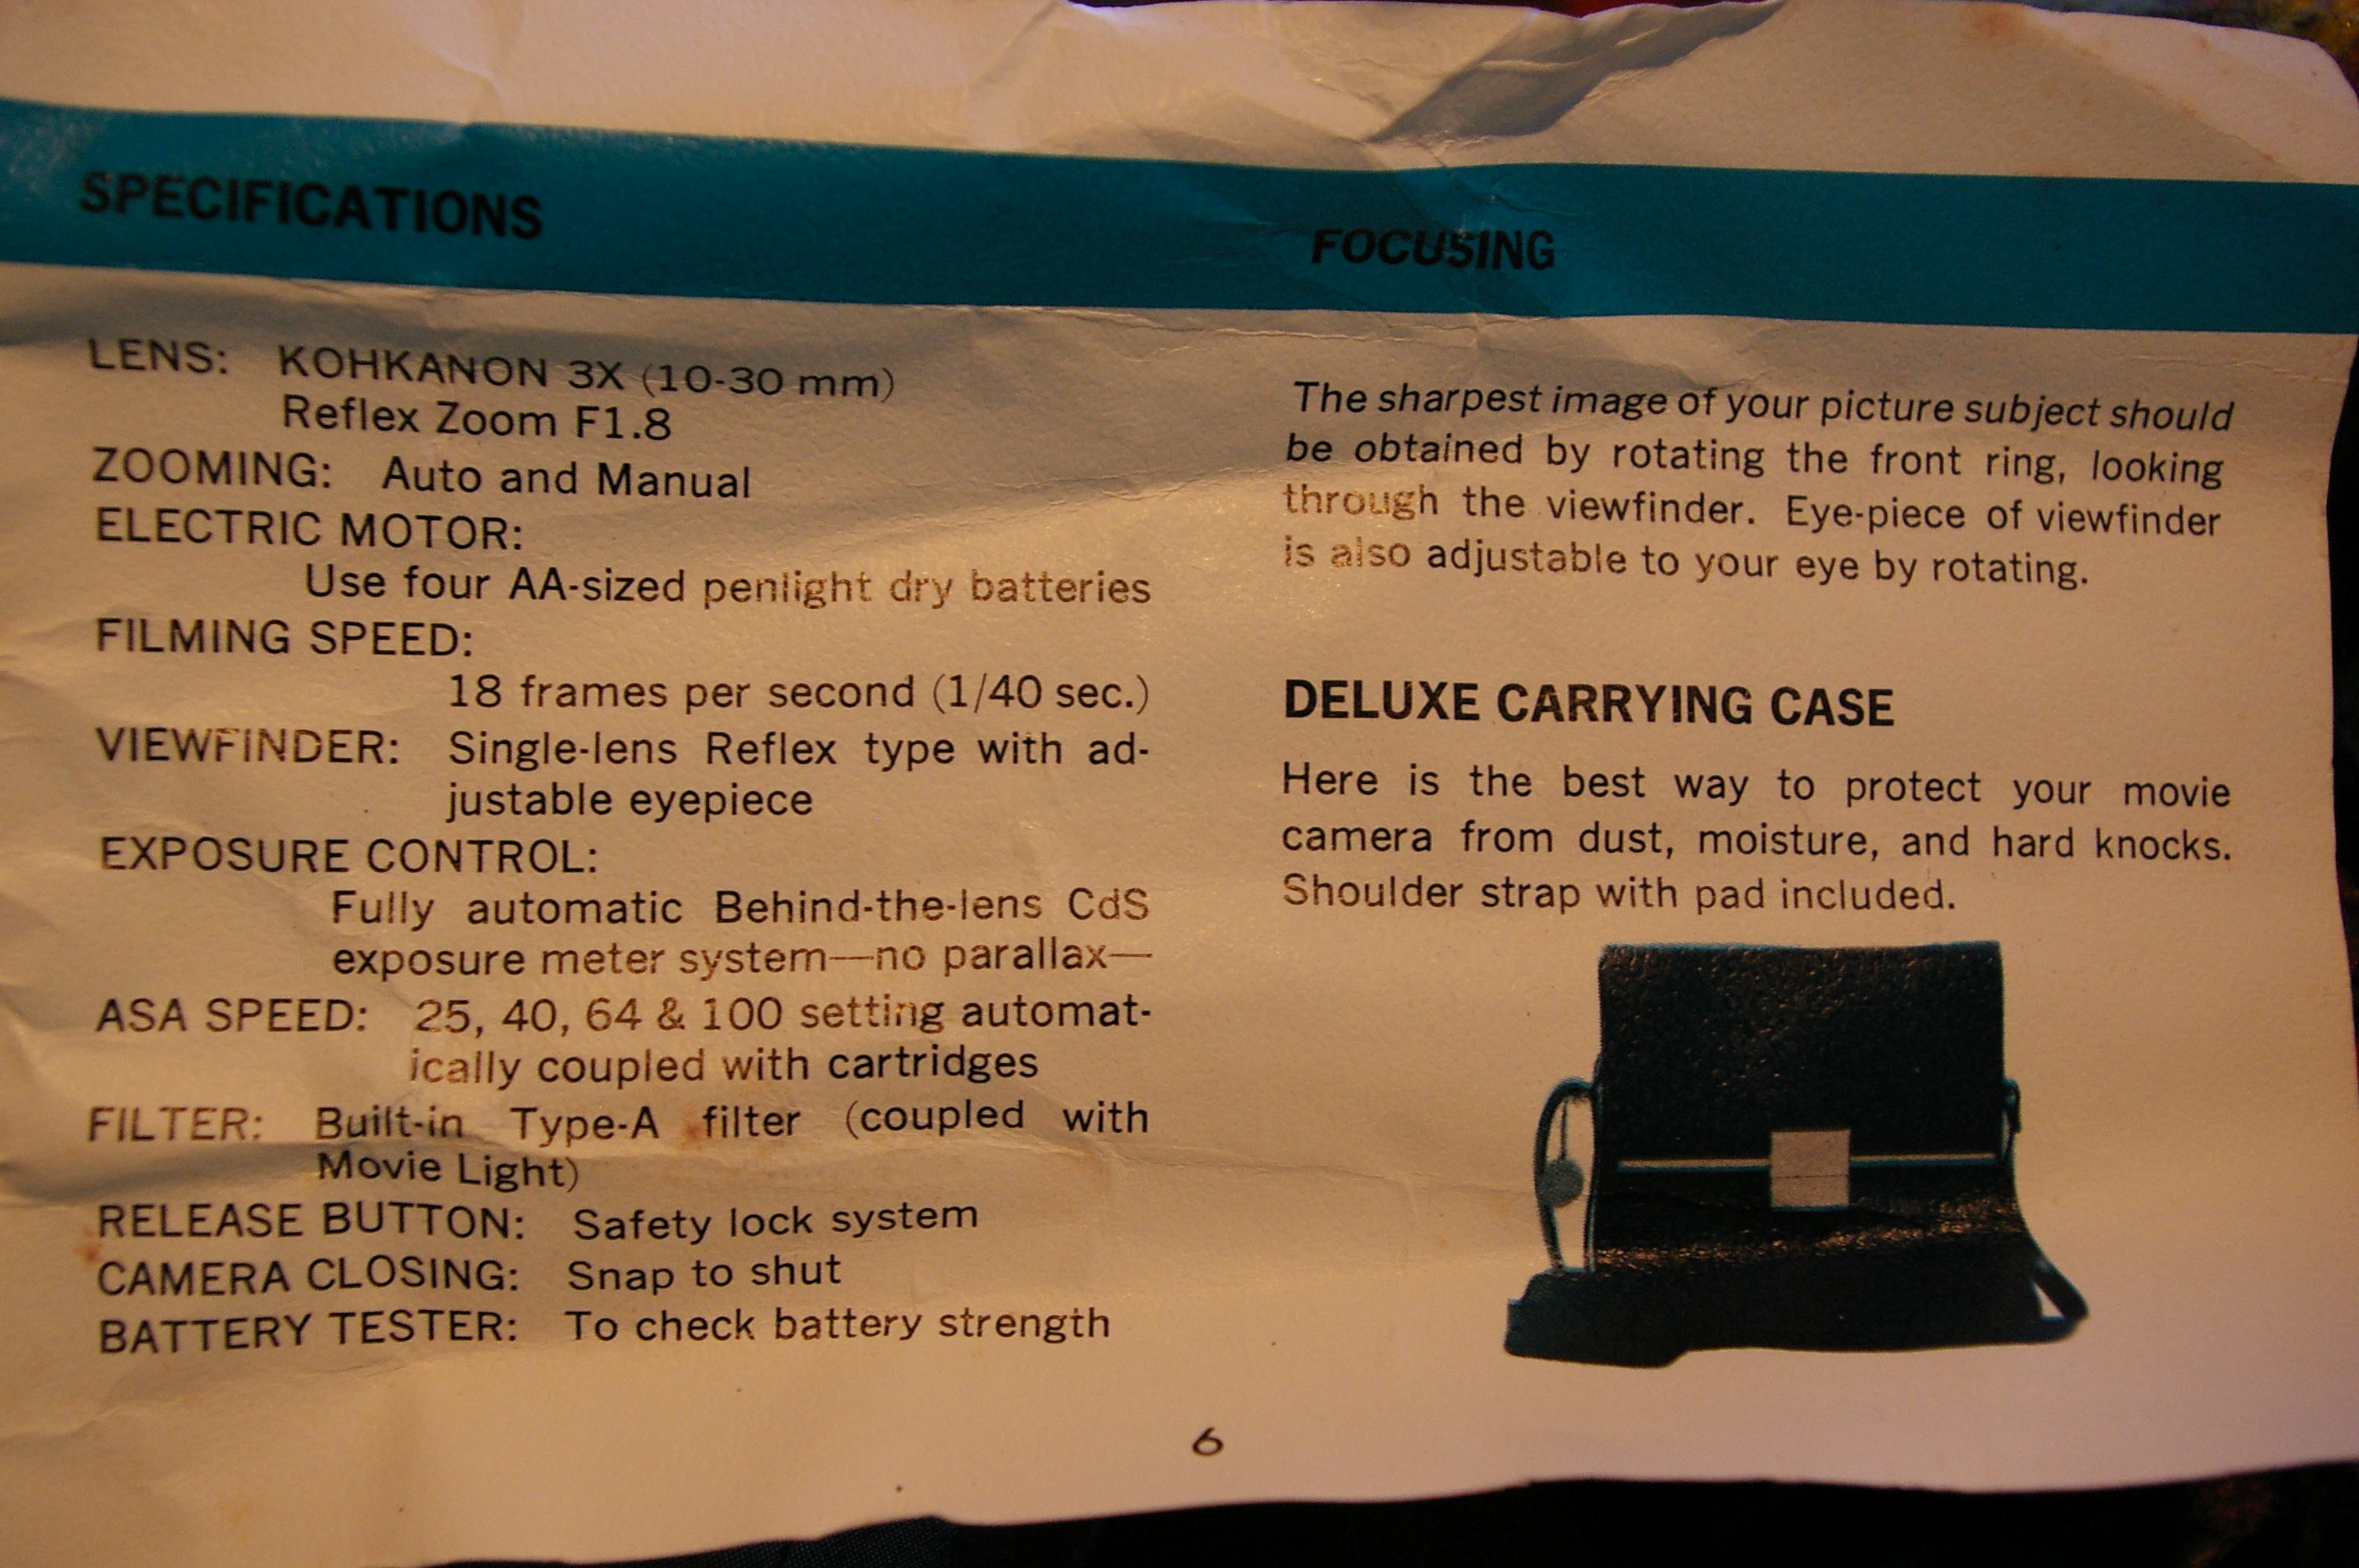 SPECIFICATIONS
LENS: KOHKANON 3X (10-30 mm)
Reflex Zoom F1.8
ZOOMING: Auto and Manual
ELECTRIC MOTOR:
Use four AA-sized penlight dry batteries
FILMING SPEED:
18 frames per second (1/40 sec.)
VIEWFINDER: Single-lens Reflex type with ad-
justable eyepiece
EXPOSURE CONTROL:
Fully automatic Behind-the-lens CdS
exposure meter system—no parallax—
ASA SPEED: 25, 40, 64 & 100 setting automat-
ically coupled with cartridges
FILTER: Built-in Type-A filter (coupled with
Movie Light)
RELEASE BUTTON: Safety lock system
CAMERA CLOSING: Snap to shut
BATTERY TESTER: To check battery strength
FOCUSING
The sharpest image of your picture subject should
be obtained by rotating the front ring, looking
through the viewfinder. Eye-piece of viewfinder
is also adjustable to your eye by rotating.
DELUXE CARRYING CASE
Here is the best way to protect your movie
camera from dust, moisture, and hard knocks.
Shoulder strap with pad included.
6